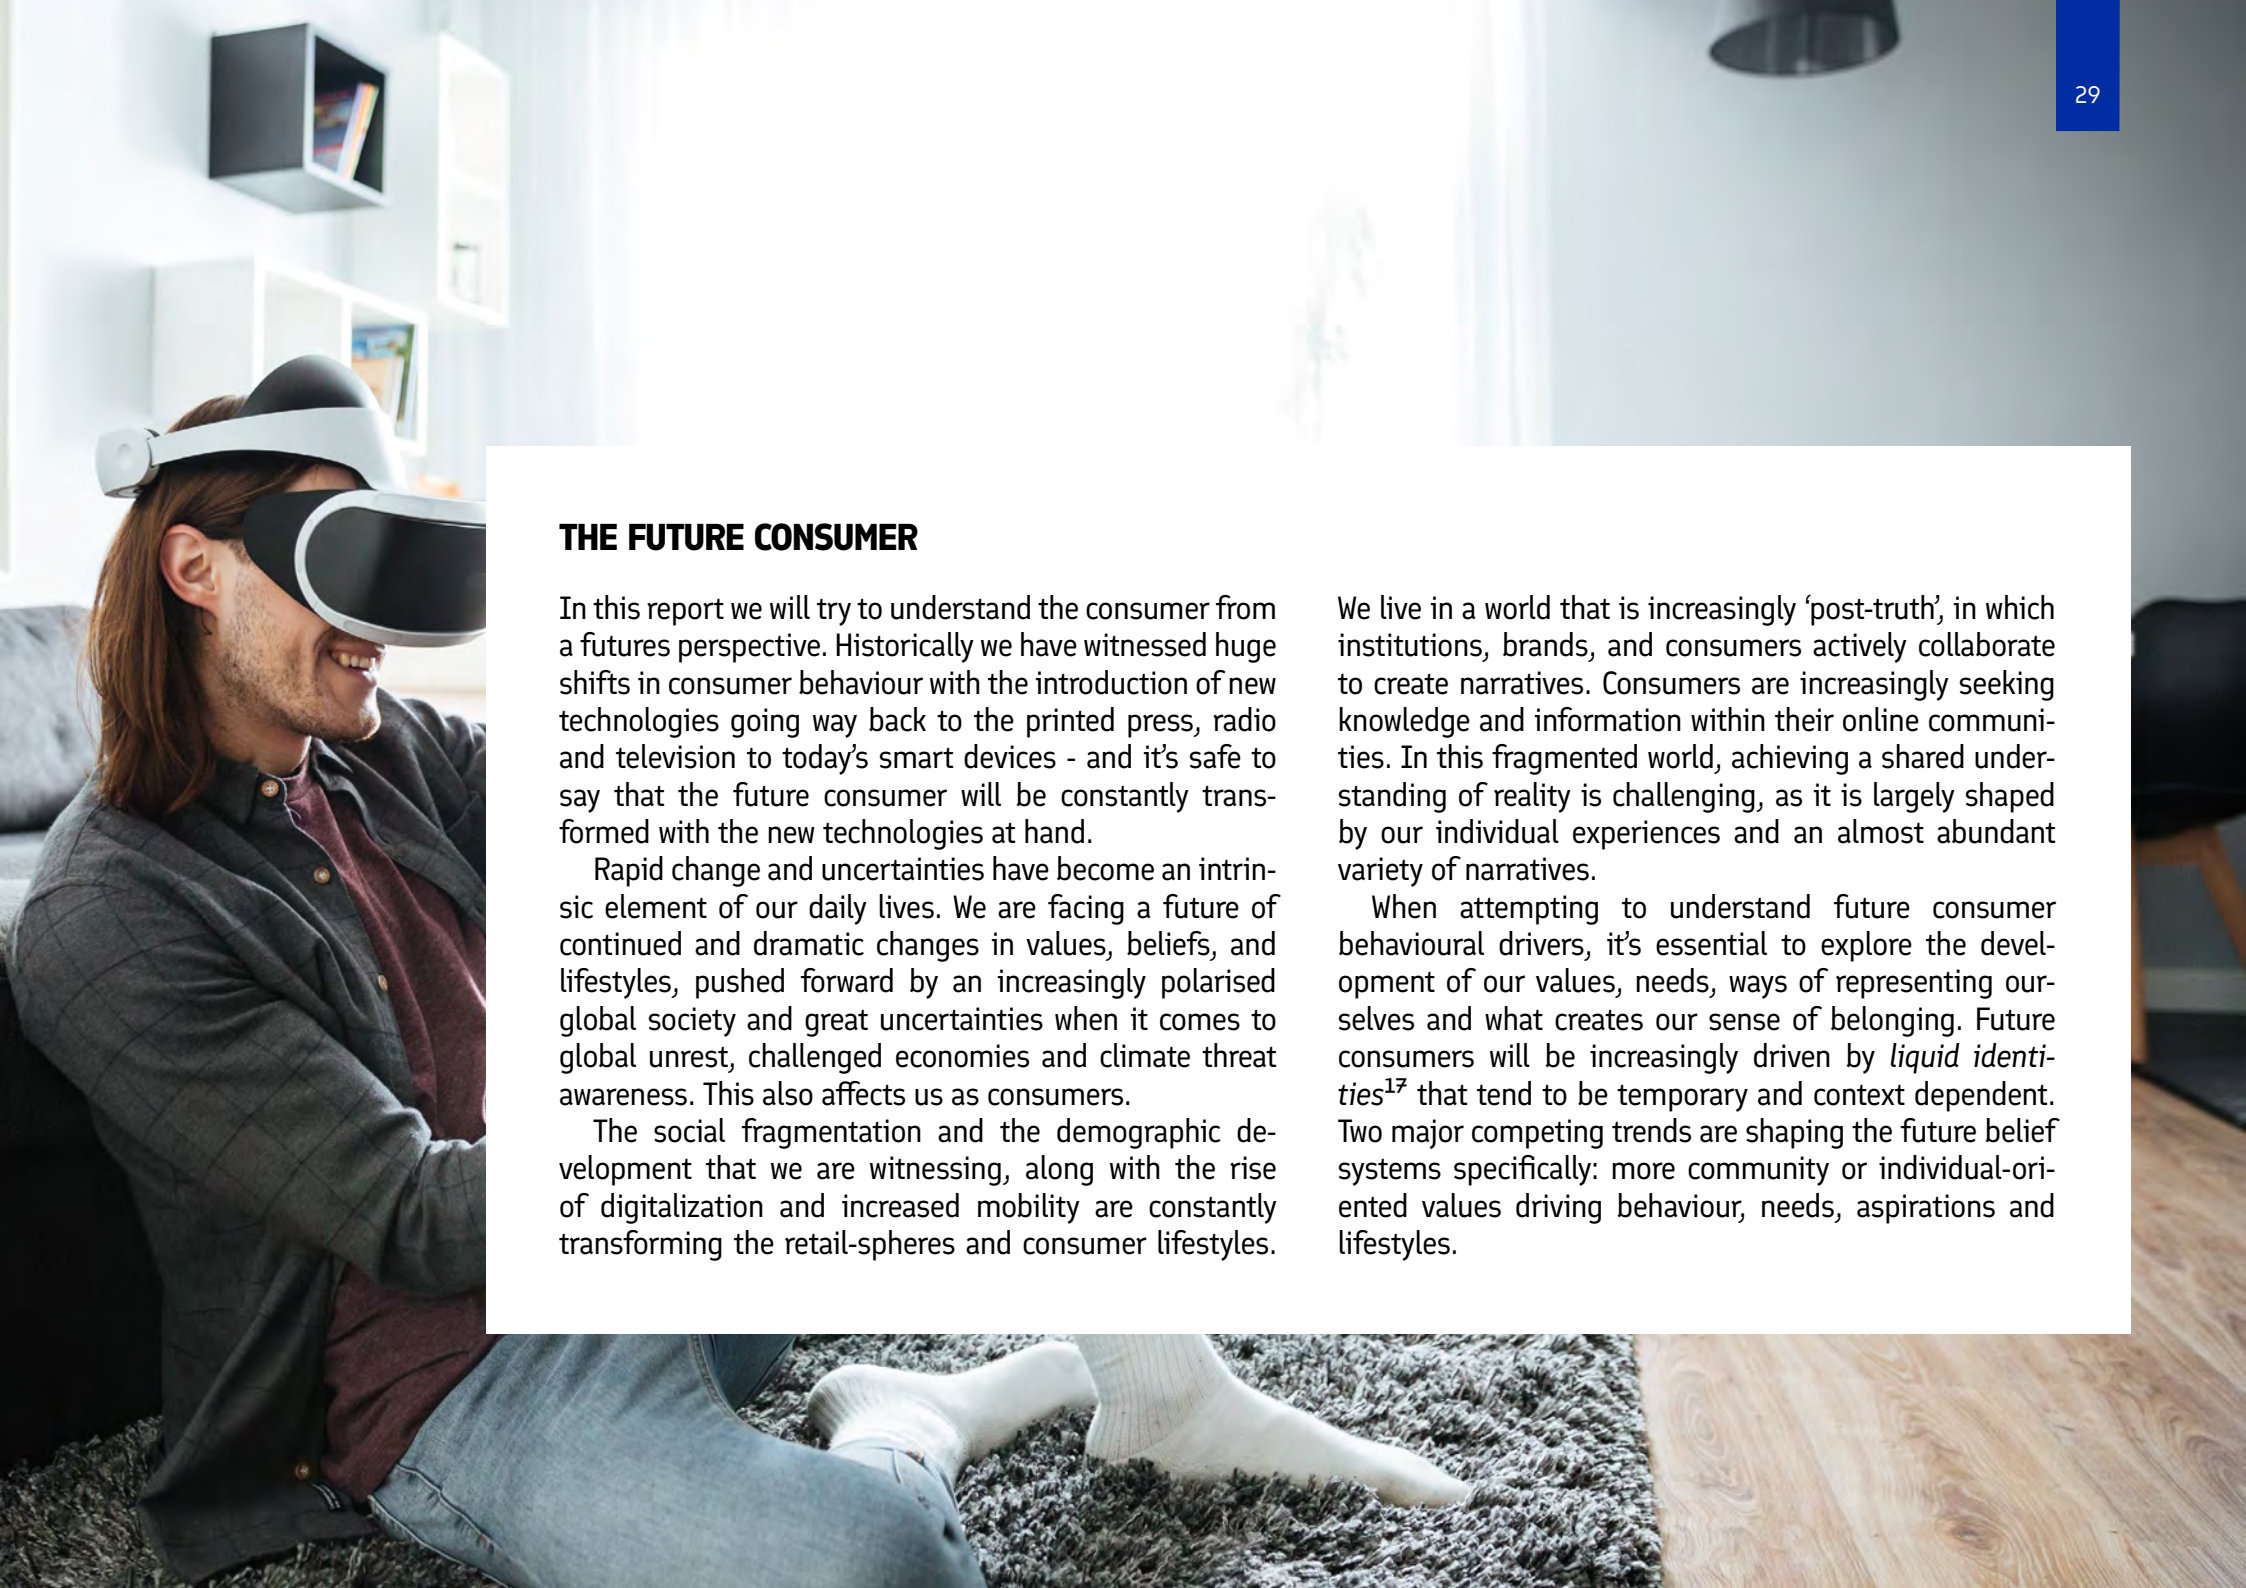 29
THE FUTURE CONSUMER
In this report we will try to understand the consumer from
a futures perspective. Historically we have witnessed huge
shifts in consumer behaviour with the introduction of new
technologies going way back to the printed press, radio
and television to today’s smart devices - and it’s safe to
say that the future consumer will be constantly trans-
formed with the new technologies at hand.
Rapid change and uncertainties have become an intrin-
sic element of our daily lives. We are facing a future of
continued and dramatic changes in values, beliefs, and
lifestyles, pushed forward by an increasingly polarised
global society and great uncertainties when it comes to
global unrest, challenged economies and climate threat
awareness. This also affects us as consumers.
The social fragmentation and the demographic de-
velopment that we are witnessing, along with the rise
of digitalization and increased mobility are constantly
transforming the retail-spheres and consumer lifestyles.
We live in a world that is increasingly ‘post-truth’, in which
institutions, brands, and consumers actively collaborate
to create narratives. Consumers are increasingly seeking
knowledge and information within their online communi-
ties. In this fragmented world, achieving a shared under-
standing of reality is challenging, as it is largely shaped
by our individual experiences and an almost abundant
variety of narratives.
When attempting to understand future consumer
behavioural drivers, it’s essential to explore the devel-
opment of our values, needs, ways of representing our-
selves and what creates our sense of belonging. Future
consumers will be increasingly driven by liquid identi-
ties¹⁷ that tend to be temporary and context dependent.
Two major competing trends are shaping the future belief
systems specifically: more community or individual-ori-
ented values driving behaviour, needs, aspirations and
lifestyles.